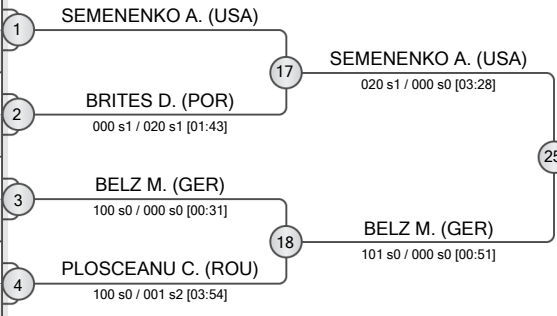 SEMENENKO A. (USA)
1
17
SEMENENKO A. (USA)
020 s1 / 000 s0 [03:28]
BRITES D. (POR)
2
000 s1 / 020 s1 [01:43]
25
BELZ M. (GER)
3
100 s0 / 000 s0 [00:31]
18
BELZ M. (GER)
101 s0 / 000 s0 [00:51]
PLOSCEANU C. (ROU)
4
100 s0 / 001 s2 [03:54]